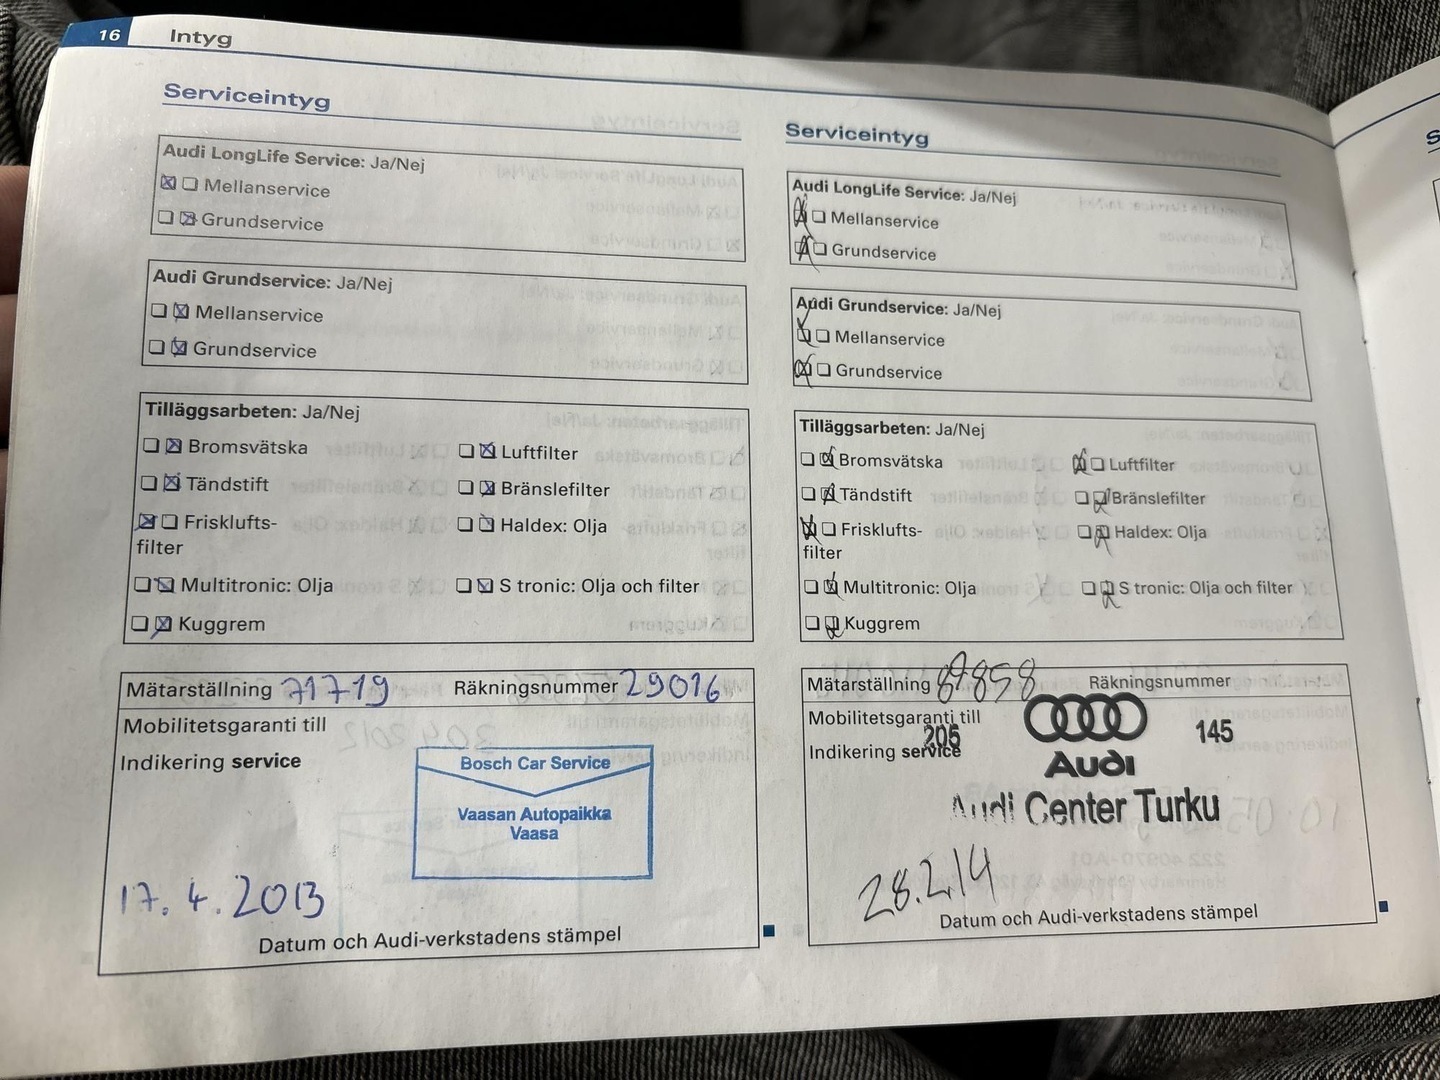 16 Intyg
Serviceintyg
Audi LongLife Service: Ja/Nej
Mellanservice
Grundservice
Audi Grundservice: Ja/Nej
Mellanservice
Grundservice
Tilläggsarbeten: Ja/Nej
Bromsvätska Luftfilter
Tändstift Bränslefilter
Frisklufts- Haldex: Olja
filter
Multitronic: Olja S tronic: Olja och filter
Kuggrem
Mätarställning 71719 Räkningsnummer 29016
Mobilitetsgaranti till
Indikering service
Bosch Car Service
Vaasan Autopaikka
Vaasa
17. 4. 2013
Datum och Audi-verkstadens stämpel
Serviceintyg
Audi LongLife Service: Ja/Nej
Mellanservice
Grundservice
Audi Grundservice: Ja/Nej
Mellanservice
Grundservice
Tilläggsarbeten: Ja/Nej
Bromsvätska Luftfilter
Tändstift Bränslefilter
Frisklufts- Haldex: Olja
filter
Multitronic: Olja S tronic: Olja och filter
Kuggrem
Mätarställning Räkningsnummer
Mobilitetsgaranti till
205 145
Indikering service
Audi
Audi Center Turku
28.2.14
Datum och Audi-verkstadens stämpel